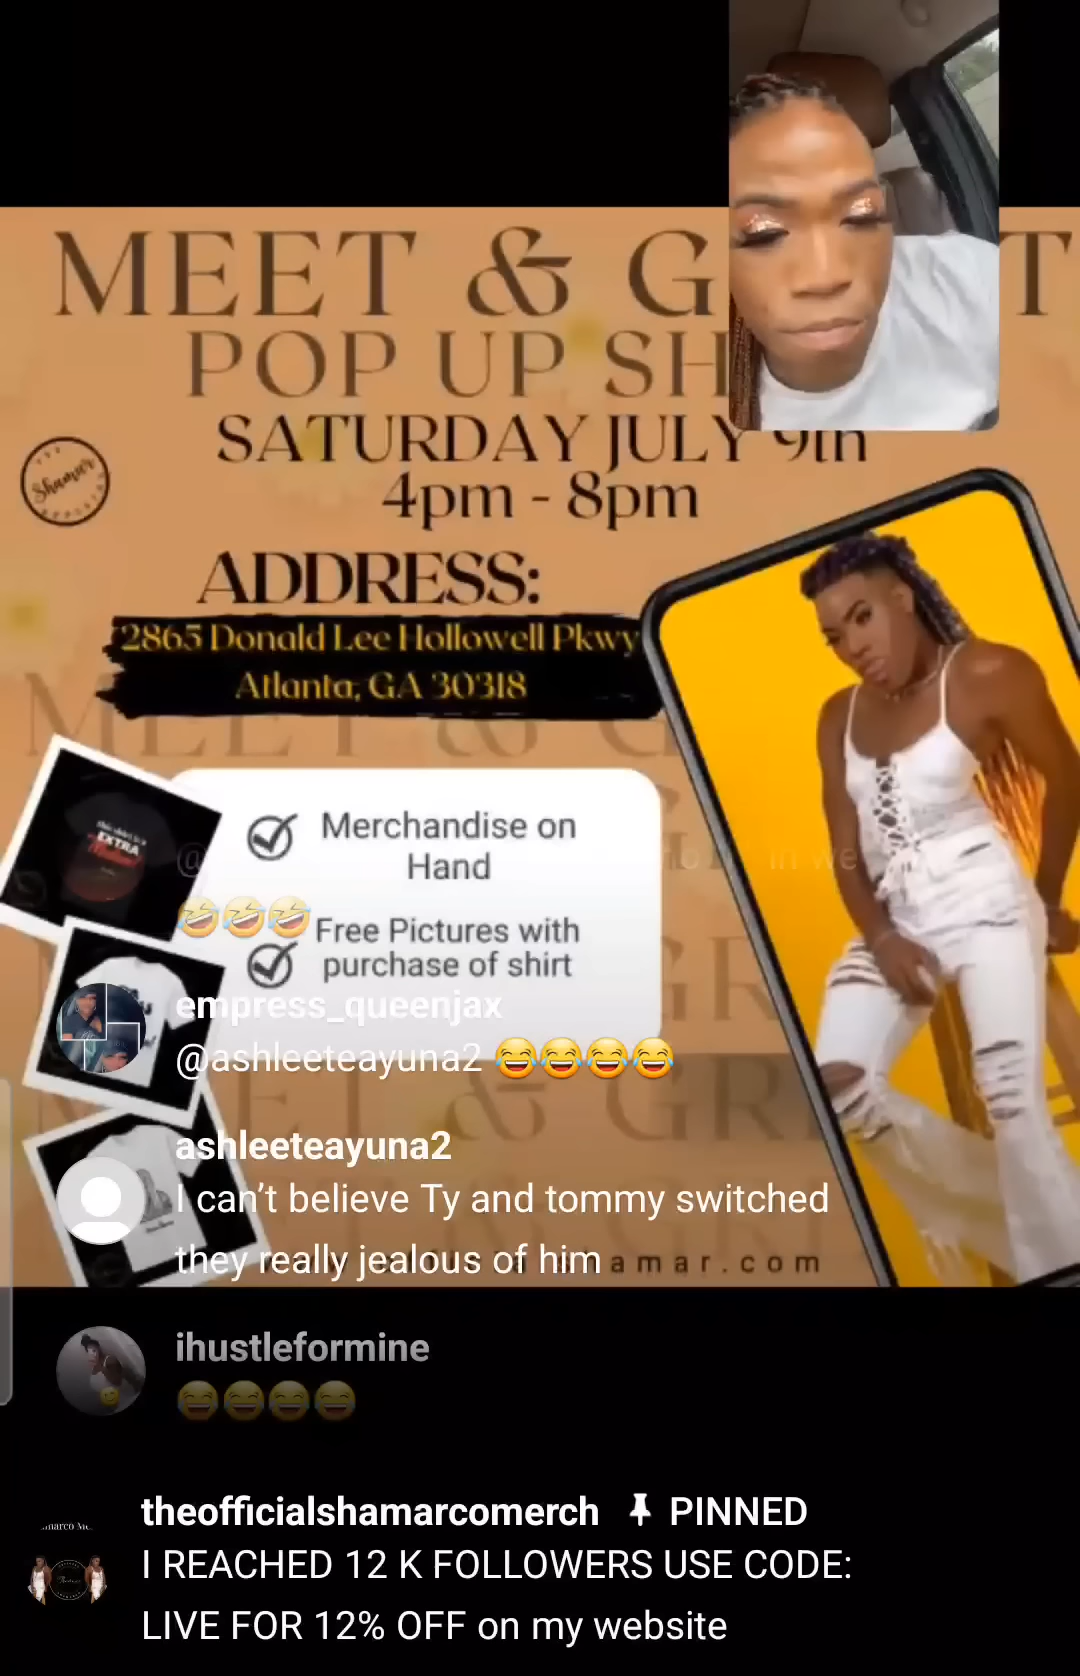 MEET & G T
POP UP SH
SATURDAY JULY 9th
4pm - 8pm
Shamar
ADDRESS:
2865 Donald Lee Hollowell Pkwy
Atlanta, GA 30318
Merchandise on
Hand
EXTRA
🤣🤣🤣
Free Pictures with
purchase of shirt
empress_queenjax
@ashleeteayuna2 😂😂😂😂
ashleeteayuna2
I can't believe Ty and tommy switched
they really jealous of him
amar.com
ihustleformine
😂😂😂😂
theofficialshamarcomerch PINNED
I REACHED 12 K FOLLOWERS USE CODE:
LIVE FOR 12% OFF on my website